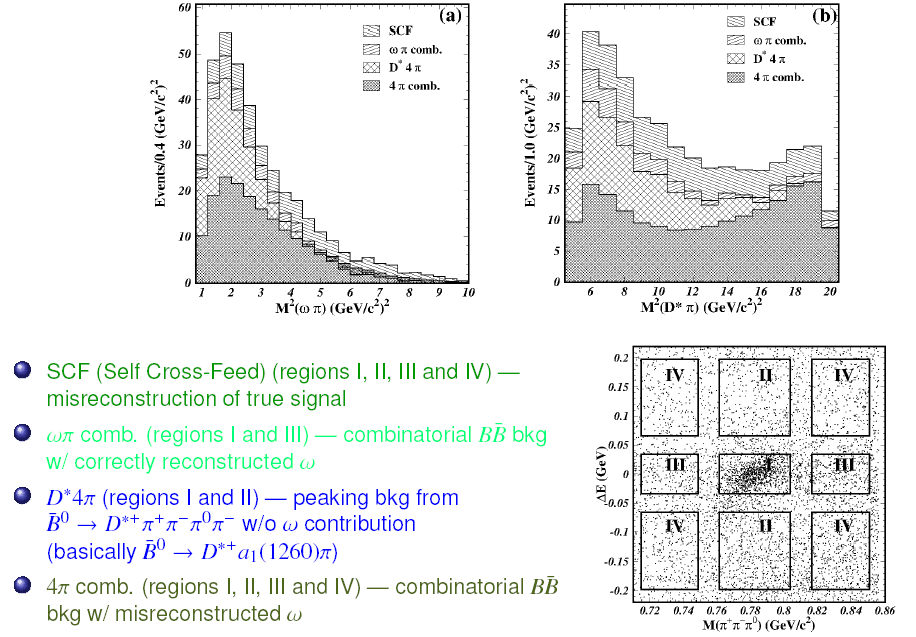 60
50
40
30
20
10
0
Events/0.4 (GeV/c²)²
(a)
SCF
ω π comb.
D* 4 π
4 π comb.
1 2 3 4 5 6 7 8 9 10
M²(ω π) (GeV/c²)²
40
35
30
25
20
15
10
5
0
Events/1.0 (GeV/c²)²
(b)
SCF
ω π comb.
D* 4 π
4 π comb.
6 8 10 12 14 16 18 20
M²(D* π) (GeV/c²)²
SCF (Self Cross-Feed) (regions I, II, III and IV) —
misreconstruction of true signal
ωπ comb. (regions I and III) — combinatorial BB̄ bkg
w/ correctly reconstructed ω
D*4π (regions I and II) — peaking bkg from
B̄⁰ → D*⁺π⁺π⁻π⁰π⁻ w/o ω contribution
(basically B̄⁰ → D*⁺a₁(1260)π)
4π comb. (regions I, II, III and IV) — combinatorial BB̄
bkg w/ misreconstructed ω
0.2
0.15
0.1
0.05
0
-0.05
-0.1
-0.15
-0.2
ΔE (GeV)
IV II IV
III I III
IV II IV
0.72 0.74 0.76 0.78 0.8 0.82 0.84 0.86
M(π⁺π⁻π⁰) (GeV/c²)